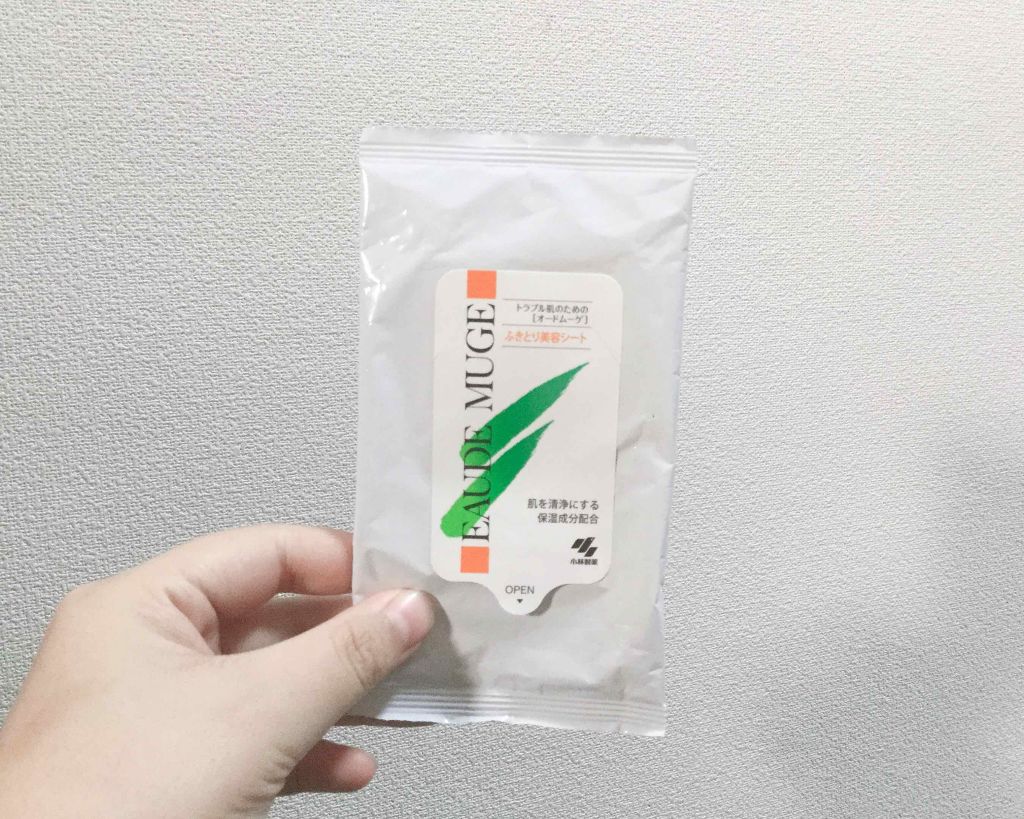 EAUDE MUGE
トラブル肌のための
[オードムーゲ]
ふきとり美容シート
肌を清浄にする
保湿成分配合
小林製薬
OPEN